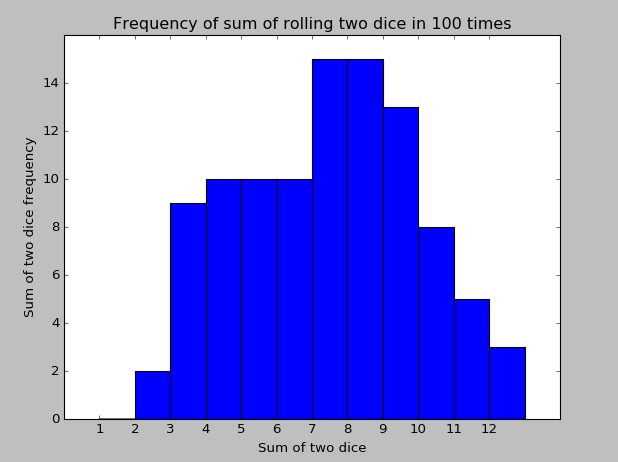 Frequency of sum of rolling two dice in 100 times
14
12
10
8
6
4
2
0
Sum of two dice frequency
1 2 3 4 5 6 7 8 9 10 11 12
Sum of two dice